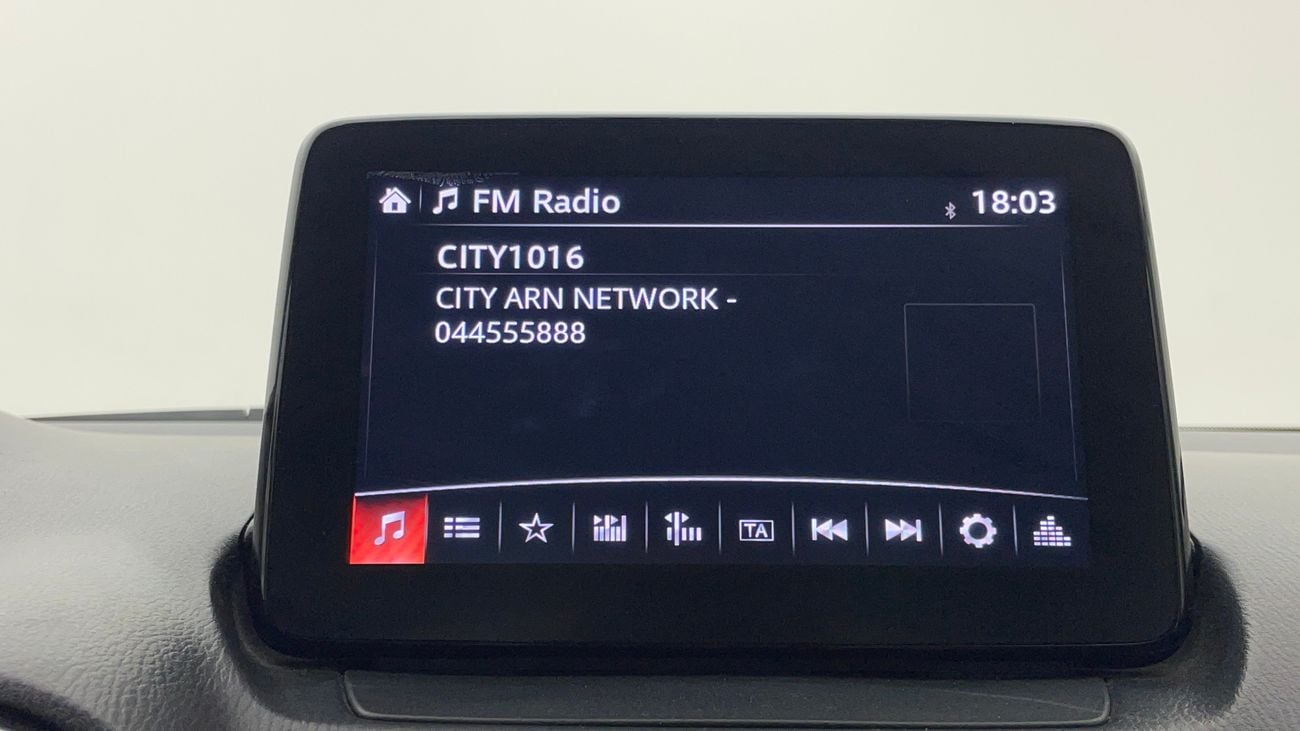 FM Radio
18:03
CITY1016
CITY ARN NETWORK -
044555888
TA